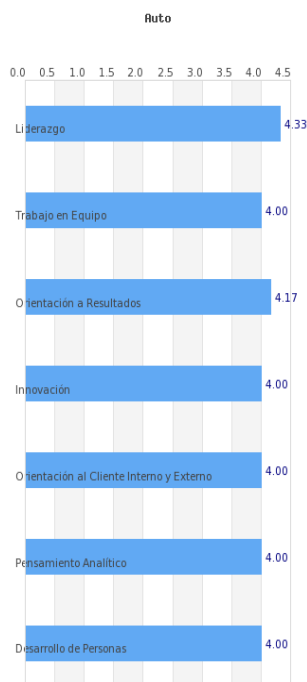 Auto
0.0 0.5 1.0 1.5 2.0 2.5 3.0 3.5 4.0 4.5
Liderazgo 4.33
Trabajo en Equipo 4.00
Orientación a Resultados 4.17
Innovación 4.00
Orientación al Cliente Interno y Externo 4.00
Pensamiento Analítico 4.00
Desarrollo de Personas 4.00